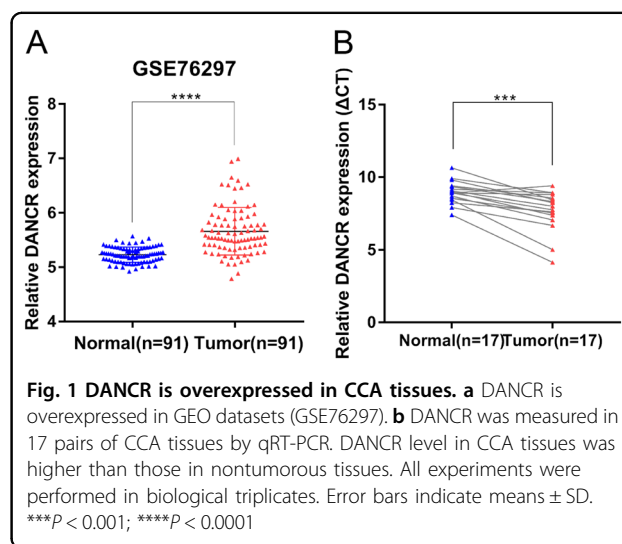 A
GSE76297
****
Relative DANCR expression
8
7
6
5
4
Normal(n=91) Tumor(n=91)
B
***
Relative DANCR expression (ΔCT)
15
10
5
0
Normal(n=17)Tumor(n=17)
Fig. 1 DANCR is overexpressed in CCA tissues. a DANCR is
overexpressed in GEO datasets (GSE76297). b DANCR was measured in
17 pairs of CCA tissues by qRT-PCR. DANCR level in CCA tissues was
higher than those in nontumorous tissues. All experiments were
performed in biological triplicates. Error bars indicate means ± SD.
***P < 0.001; ****P < 0.0001